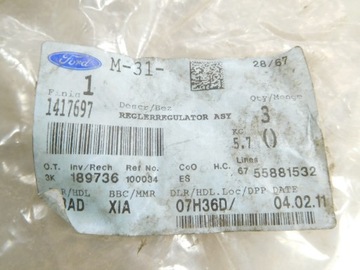 Ford M-31- 28/67
Finis 1 Descr/Bez Qty/Menge
1417697 REGLERREGULATOR ASY 3
KG
5.7 ()
O.T. Inv/Rech Ref No. CoO H.C. Lines
3K 189736 100034 ES 67 55881532
/HDL BBC/MMR DLR/HDL.Loc/DPP DATE
BAD XIA 07H36D/ 04.02.11